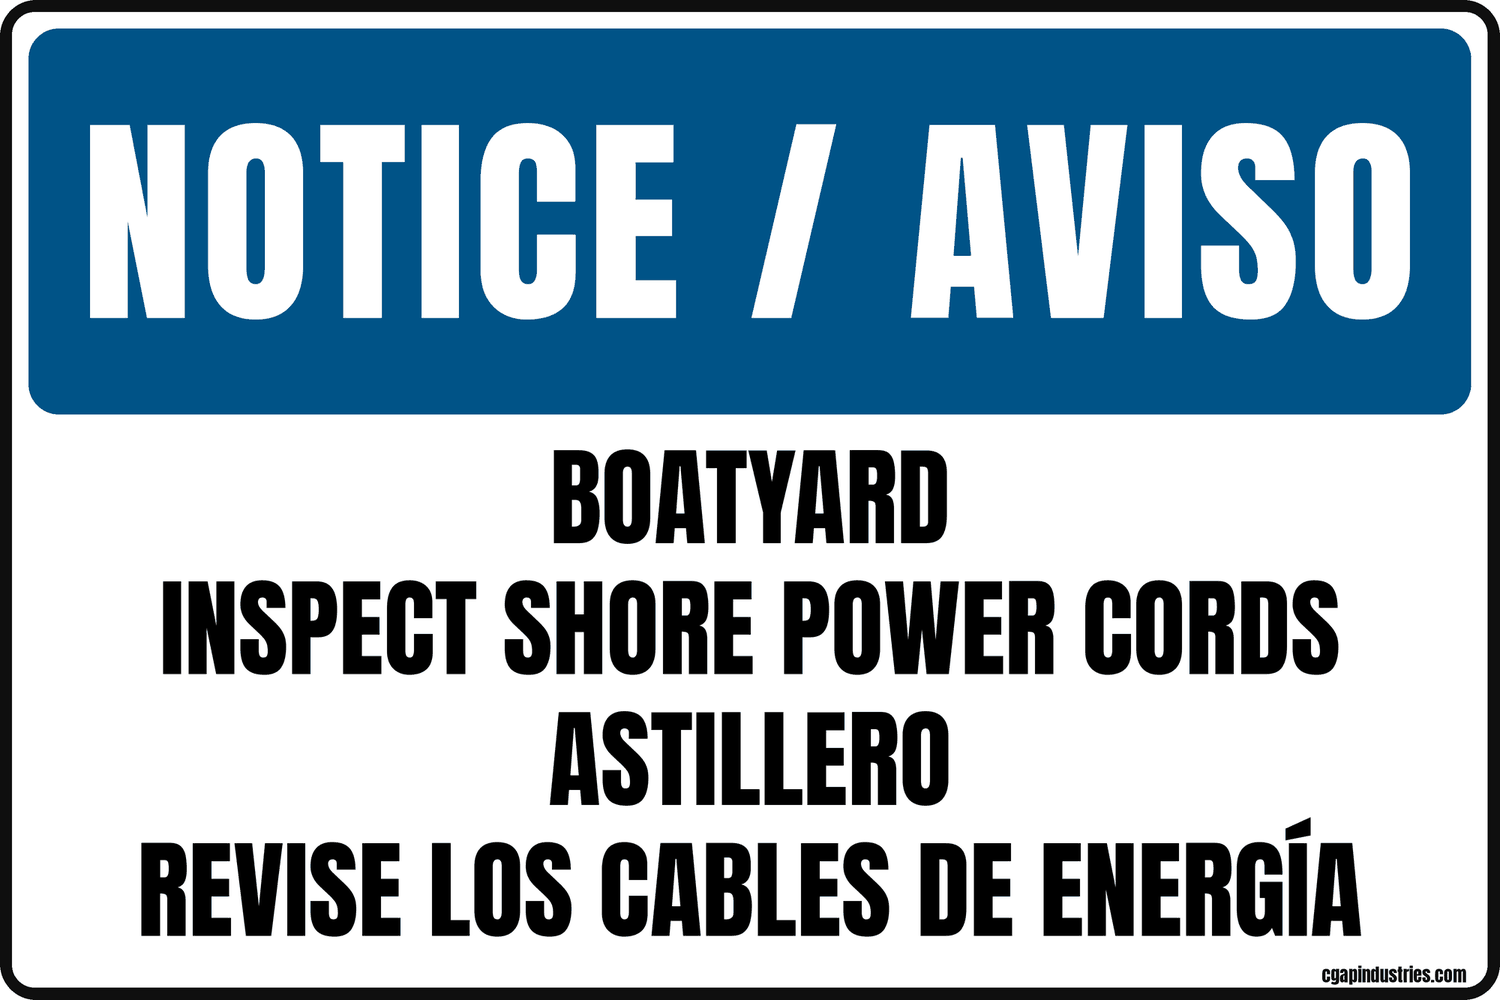 NOTICE / AVISO
BOATYARD
INSPECT SHORE POWER CORDS
ASTILLERO
REVISE LOS CABLES DE ENERGÍA
cgapindustries.com